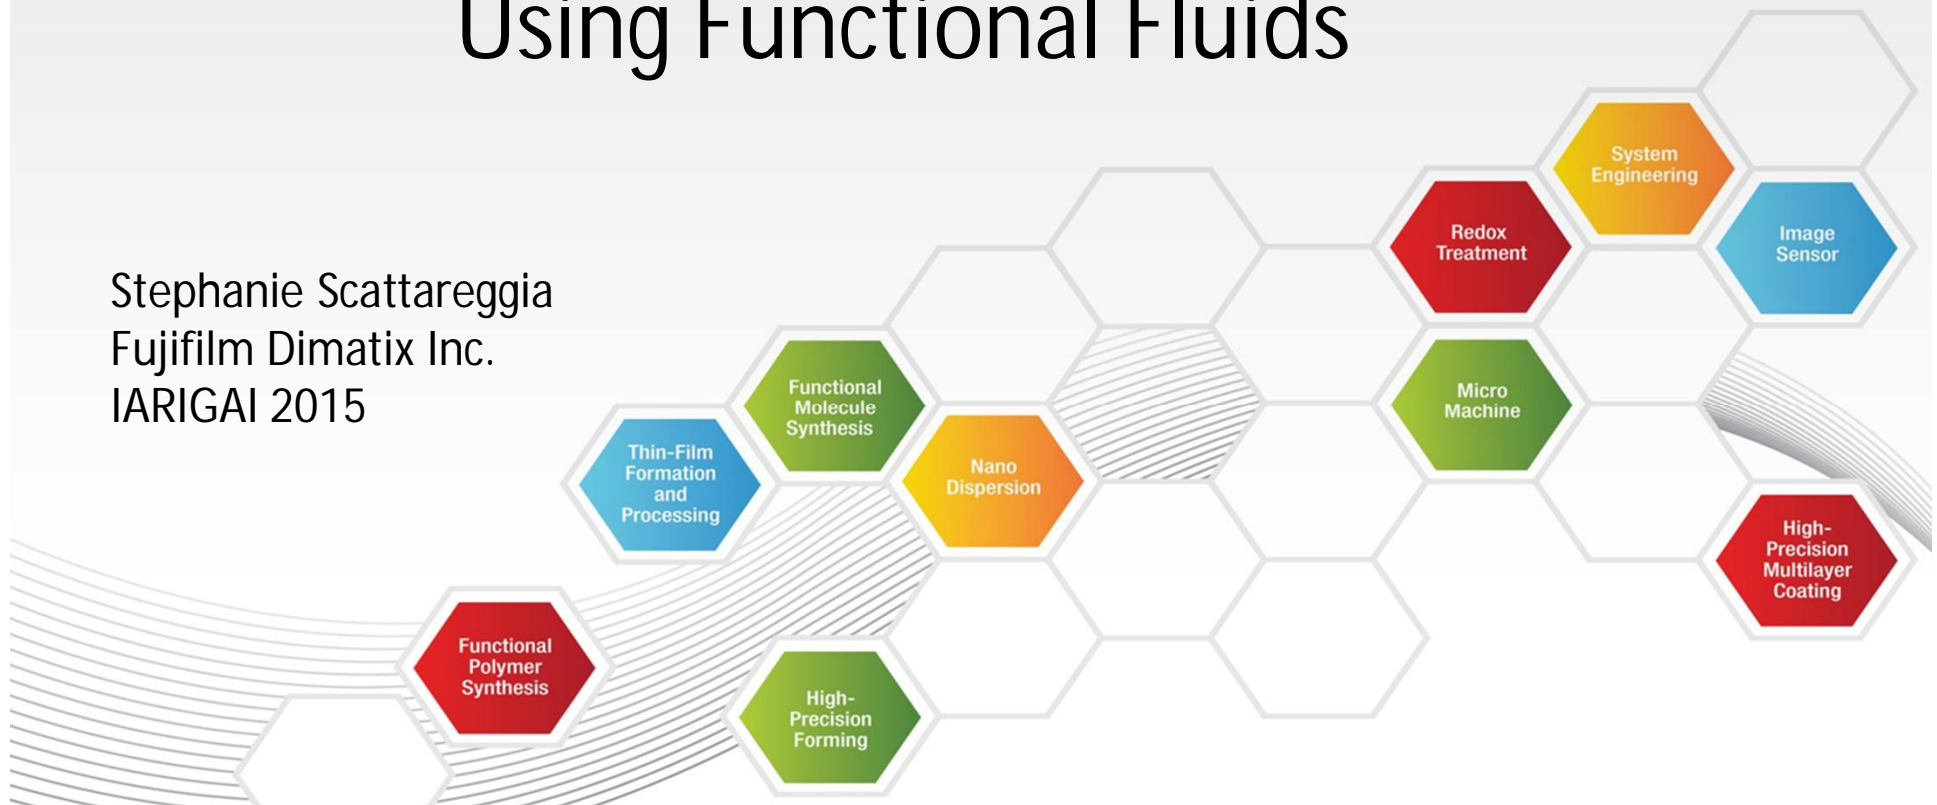 Using Functional Fluids
Stephanie Scattareggia
Fujifilm Dimatix Inc.
IARIGAI 2015
System
Engineering
Redox
Treatment
Image
Sensor
Functional
Molecule
Synthesis
Micro
Machine
Thin-Film
Formation
and
Processing
Nano
Dispersion
High-
Precision
Multilayer
Coating
Functional
Polymer
Synthesis
High-
Precision
Forming